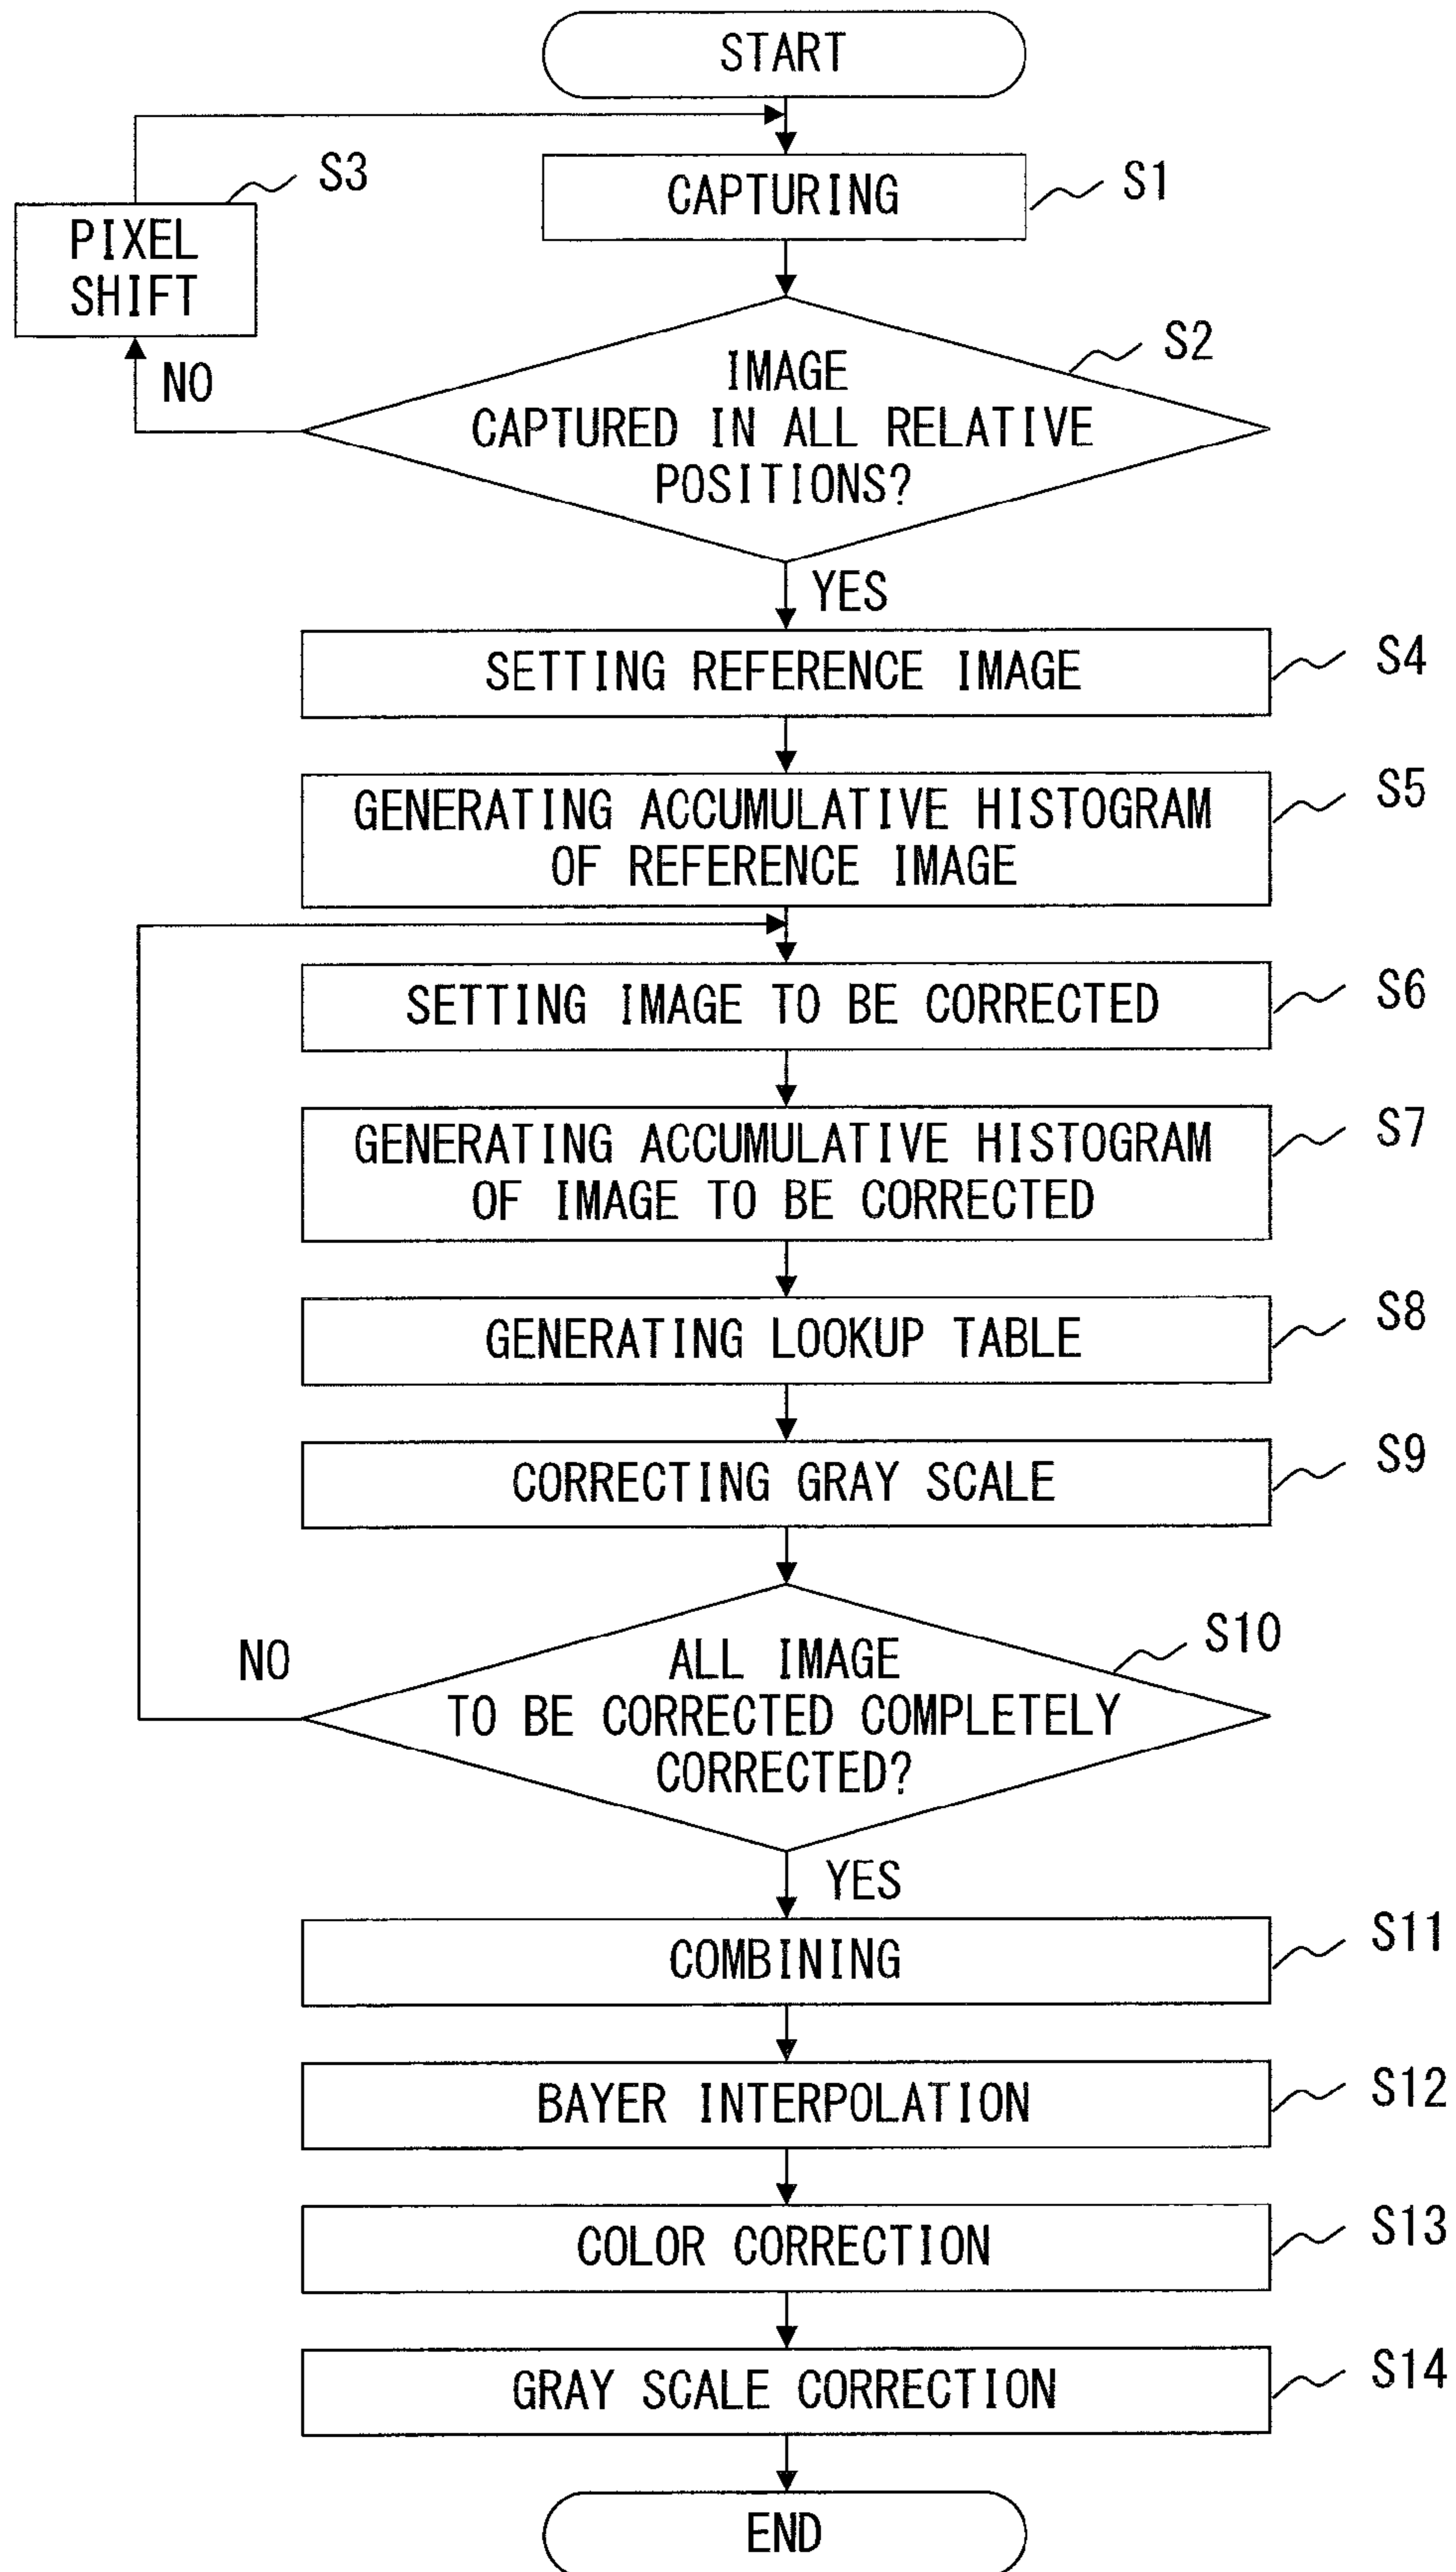 START
CAPTURING
S1
S3
PIXEL
SHIFT
NO
S2
IMAGE
CAPTURED IN ALL RELATIVE
POSITIONS?
YES
SETTING REFERENCE IMAGE
S4
GENERATING ACCUMULATIVE HISTOGRAM
OF REFERENCE IMAGE
S5
SETTING IMAGE TO BE CORRECTED
S6
GENERATING ACCUMULATIVE HISTOGRAM
OF IMAGE TO BE CORRECTED
S7
GENERATING LOOKUP TABLE
S8
CORRECTING GRAY SCALE
S9
NO
ALL IMAGE
TO BE CORRECTED COMPLETELY
CORRECTED?
S10
YES
COMBINING
S11
BAYER INTERPOLATION
S12
COLOR CORRECTION
S13
GRAY SCALE CORRECTION
S14
END